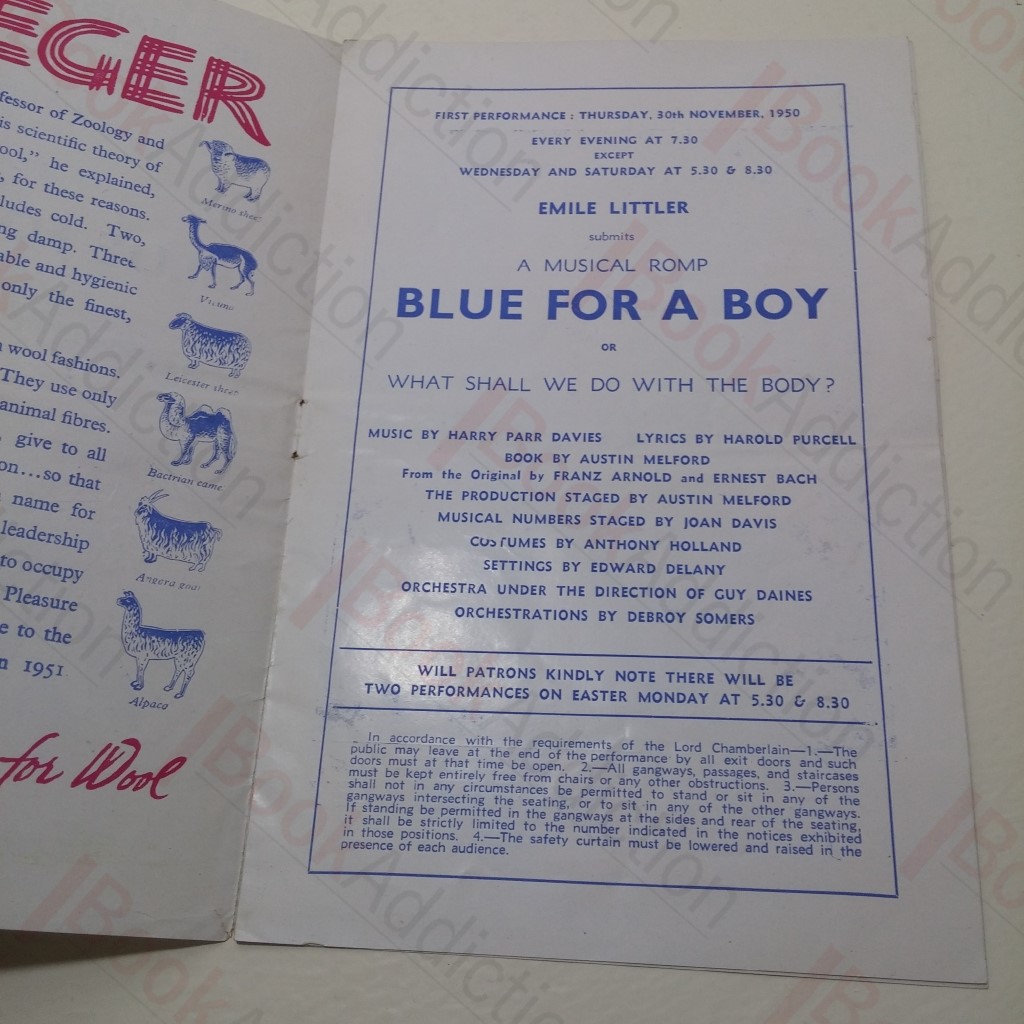 EGER
fessor of Zoology and
is scientific theory of
ool," he explained,
, for these reasons.
ludes cold. Two,
ng damp. Three
able and hygienic
only the finest,
wool fashions.
They use only
animal fibres.
give to all
on...so that
name for
leadership
to occupy
Pleasure
e to the
n 1951
for Wool
Merino sheep
Vicuna
Leicester sheep
Bactrian camel
Angora goat
Alpaco
FIRST PERFORMANCE : THURSDAY, 30th NOVEMBER, 1950
EVERY EVENING AT 7.30
EXCEPT
WEDNESDAY AND SATURDAY AT 5.30 & 8.30
EMILE LITTLER
submits
A MUSICAL ROMP
BLUE FOR A BOY
OR
WHAT SHALL WE DO WITH THE BODY?
MUSIC BY HARRY PARR DAVIES LYRICS BY HAROLD PURCELL
BOOK BY AUSTIN MELFORD
From the Original by FRANZ ARNOLD and ERNEST BACH
THE PRODUCTION STAGED BY AUSTIN MELFORD
MUSICAL NUMBERS STAGED BY JOAN DAVIS
COSTUMES BY ANTHONY HOLLAND
SETTINGS BY EDWARD DELANY
ORCHESTRA UNDER THE DIRECTION OF GUY DAINES
ORCHESTRATIONS BY DEBROY SOMERS
WILL PATRONS KINDLY NOTE THERE WILL BE
TWO PERFORMANCES ON EASTER MONDAY AT 5.30 & 8.30
In accordance with the requirements of the Lord Chamberlain—1.—The
public may leave at the end of the performance by all exit doors and such
doors must at that time be open. 2.—All gangways, passages, and staircases
must be kept entirely free from chairs or any other obstructions. 3.—Persons
shall not in any circumstances be permitted to stand or sit in any of the
gangways intersecting the seating, or to sit in any of the other gangways.
If standing be permitted in the gangways at the sides and rear of the seating,
it shall be strictly limited to the number indicated in the notices exhibited
in those positions. 4.—The safety curtain must be lowered and raised in the
presence of each audience.
BookAddiction